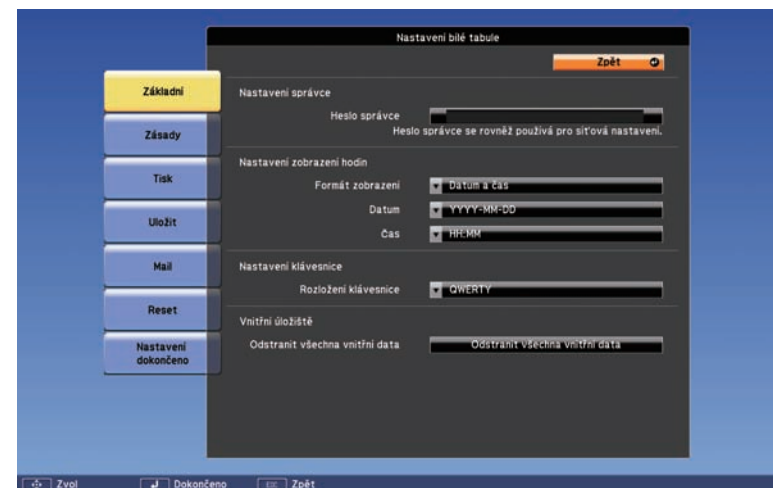 Nastavení bílé tabule
Zpět
Základní
Zásady
Tisk
Uložit
Mail
Reset
Nastavení
dokončeno
Nastavení správce
Heslo správce
Heslo správce se rovněž používá pro síťová nastavení.
Nastavení zobrazení hodin
Formát zobrazení
Datum a čas
Datum
YYYY-MM-DD
Čas
HH:MM
Nastavení klávesnice
Rozložení klávesnice
QWERTY
Vnitřní úložiště
Odstranit všechna vnitřní data
Odstranit všechna vnitřní data
Zvol
Dokončeno
ESC Zpět